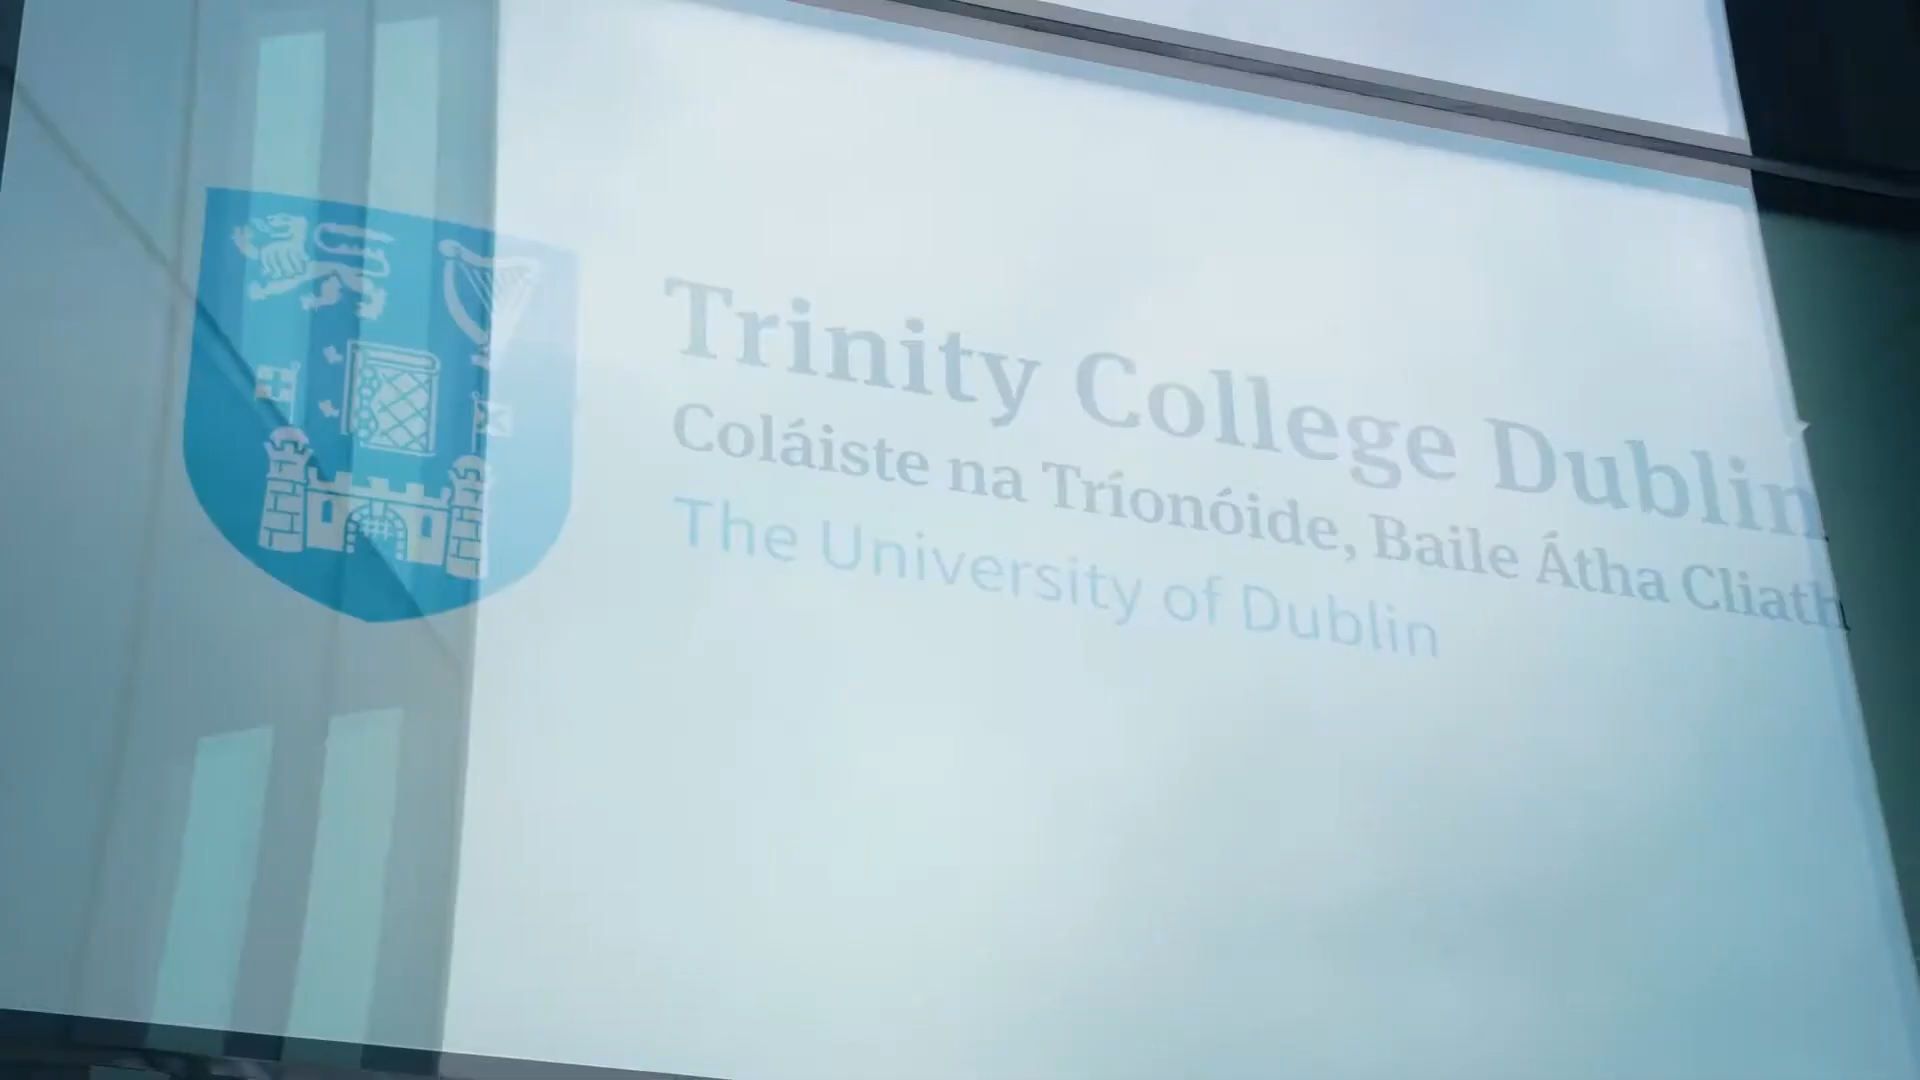 Trinity College Dublin
Coláiste na Tríonóide, Baile Átha Cliath
The University of Dublin